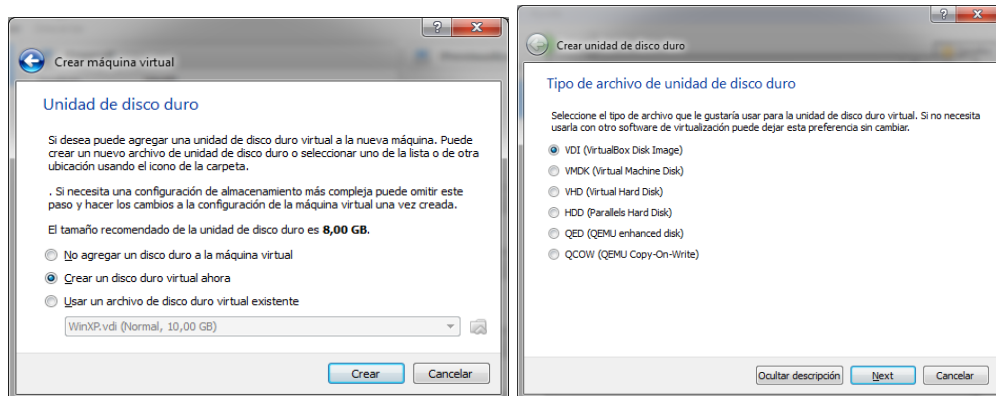 Crear máquina virtual
Unidad de disco duro
Si desea puede agregar una unidad de disco duro virtual a la nueva máquina. Puede
crear un nuevo archivo de unidad de disco duro o seleccionar uno de la lista o de otra
ubicación usando el icono de la carpeta.
. Si necesita una configuración de almacenamiento más compleja puede omitir este
paso y hacer los cambios a la configuración de la máquina virtual una vez creada.
El tamaño recomendado de la unidad de disco duro es 8,00 GB.
No agregar un disco duro a la máquina virtual
Crear un disco duro virtual ahora
Usar un archivo de disco duro virtual existente
WinXP.vdi (Normal, 10,00 GB)
Crear
Cancelar
Crear unidad de disco duro
Tipo de archivo de unidad de disco duro
Seleccione el tipo de archivo que le gustaría usar para la unidad de disco duro virtual. Si no necesita
usarla con otro software de virtualización puede dejar esta preferencia sin cambiar.
VDI (VirtualBox Disk Image)
VMDK (Virtual Machine Disk)
VHD (Virtual Hard Disk)
HDD (Parallels Hard Disk)
QED (QEMU enhanced disk)
QCOW (QEMU Copy-On-Write)
Ocultar descripción
Next
Cancelar